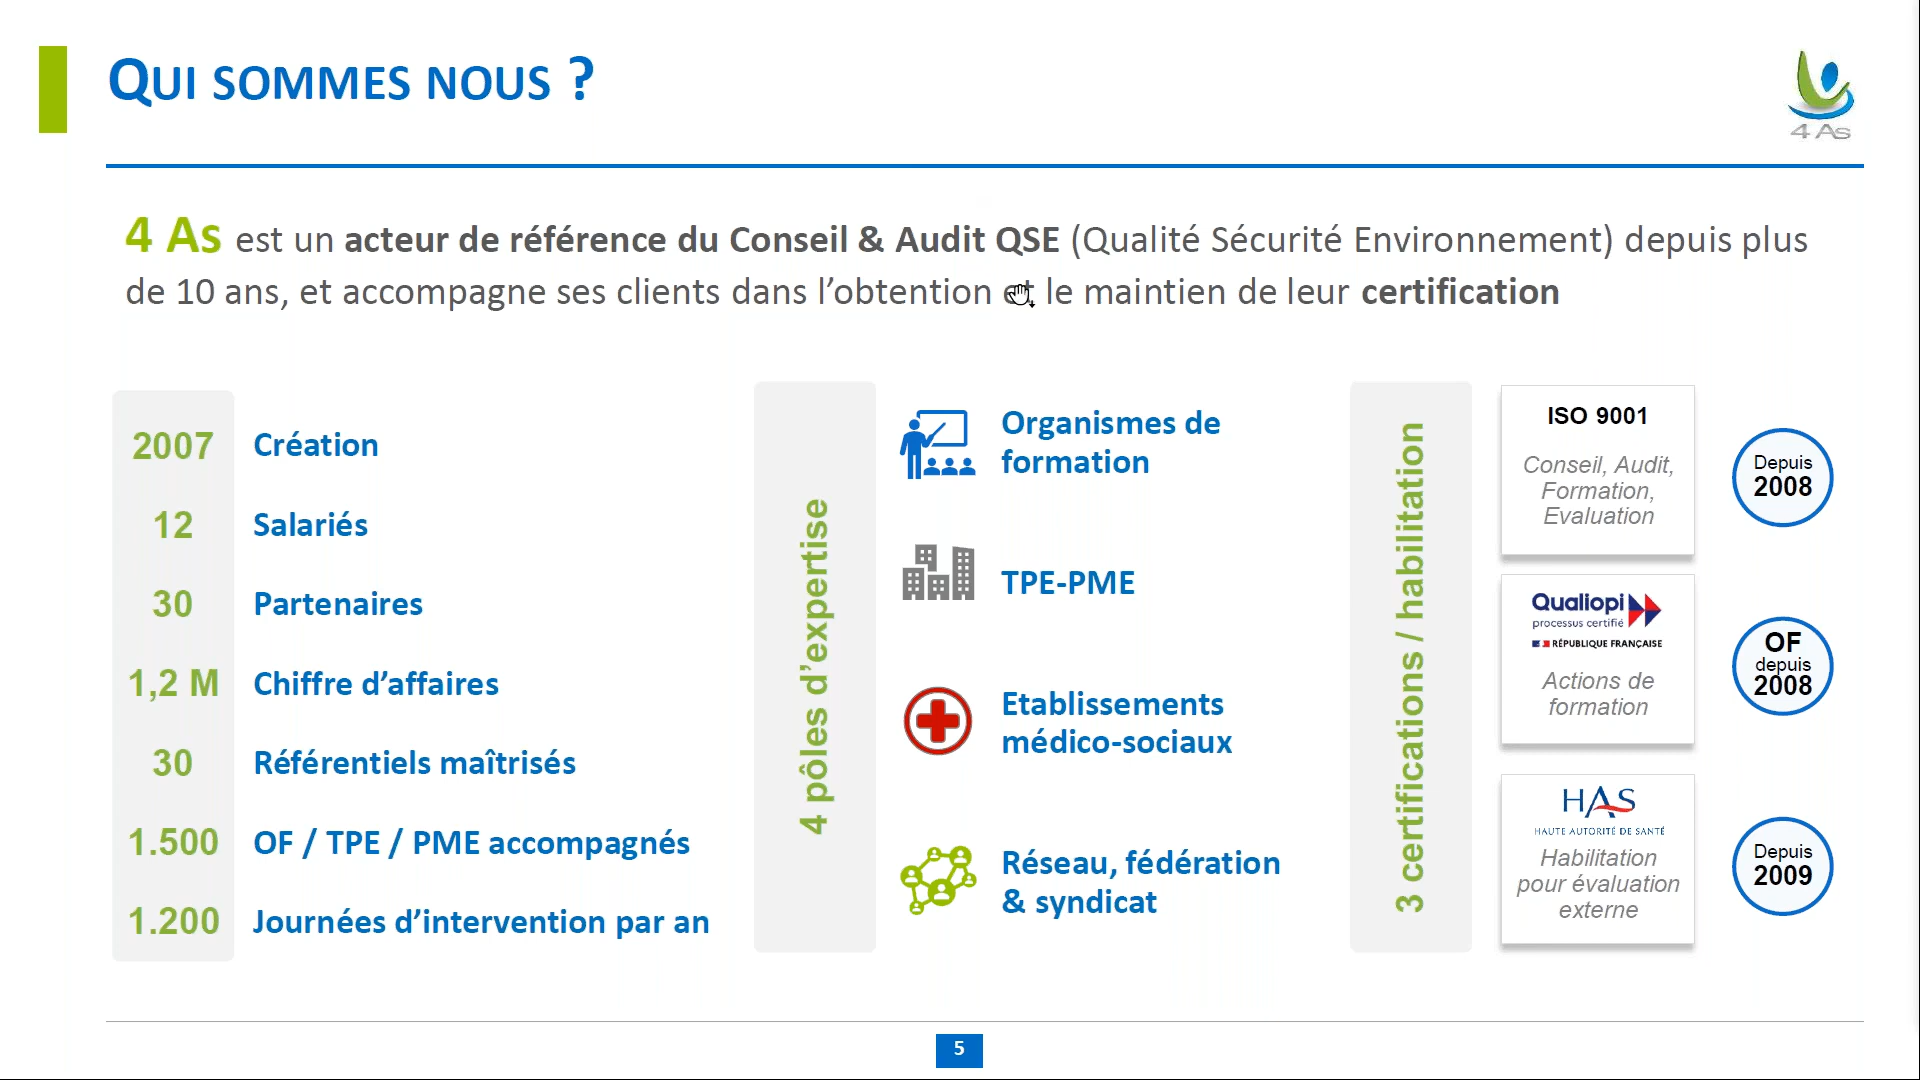 QUI SOMMES NOUS ?
4 As
4 As est un acteur de référence du Conseil & Audit QSE (Qualité Sécurité Environnement) depuis plus
de 10 ans, et accompagne ses clients dans l’obtention et le maintien de leur certification
2007 Création
12 Salariés
30 Partenaires
1,2 M Chiffre d’affaires
30 Référentiels maîtrisés
1.500 OF / TPE / PME accompagnés
1.200 Journées d’intervention par an
4 pôles d’expertise
Organismes de
formation
TPE-PME
Etablissements
médico-sociaux
Réseau, fédération
& syndicat
3 certifications / habilitation
ISO 9001
Conseil, Audit,
Formation,
Evaluation
Depuis
2008
Qualiopi
processus certifié
RÉPUBLIQUE FRANÇAISE
Actions de
formation
OF
depuis
2008
HAS
HAUTE AUTORITÉ DE SANTÉ
Habilitation
pour évaluation
externe
Depuis
2009
5